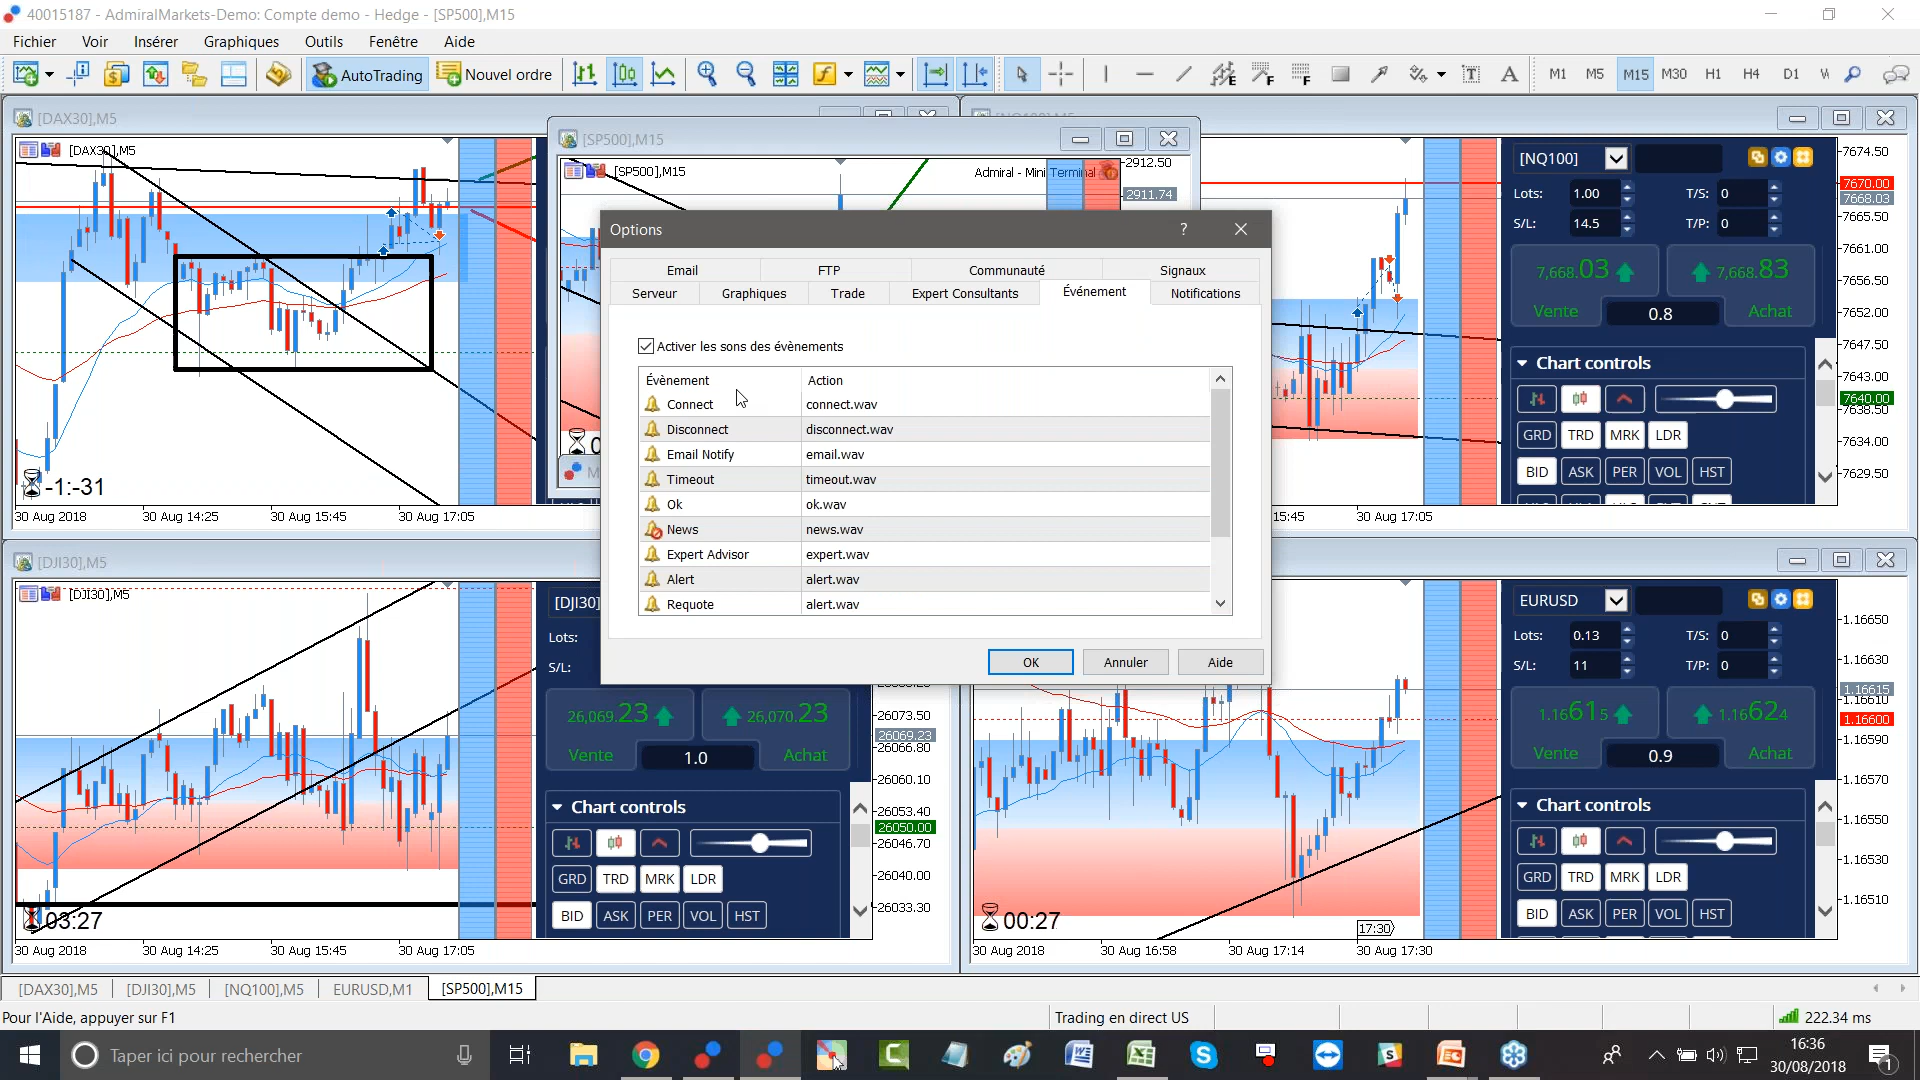 40015187 - AdmiralMarkets-Demo: Compte demo - Hedge - [SP500],M15
Fichier Voir Insérer Graphiques Outils Fenêtre Aide
AutoTrading Nouvel ordre M1 M5 M15 M30 H1 H4 D1
[DAX30],M5
[DAX30],M5
-1:-31
30 Aug 2018 30 Aug 14:25 30 Aug 15:45 30 Aug 17:05
[SP500],M15
[SP500],M15
Admiral - Mini Terminal
2912.50
2911.74
[NQ100]
Lots: 1.00 T/S: 0
S/L: 14.5 T/P: 0
7,668.03 7,668.83
Vente 0.8 Achat
Chart controls
GRD TRD MRK LDR
BID ASK PER VOL HST
7674.50
7670.00
7668.03
7665.50
7661.00
7656.50
7652.00
7647.50
7643.00
7640.00
7638.50
7634.00
7629.50
15:45 30 Aug 17:05
Options
?
Email FTP Communauté Signaux
Serveur Graphiques Trade Expert Consultants Événement Notifications
Activer les sons des évènements
Évènement Action
Connect connect.wav
Disconnect disconnect.wav
Email Notify email.wav
Timeout timeout.wav
Ok ok.wav
News news.wav
Expert Advisor expert.wav
Alert alert.wav
Requote alert.wav
OK Annuler Aide
[DJI30],M5
[DJI30],M5
03:27
30 Aug 2018 30 Aug 14:25 30 Aug 15:45 30 Aug 17:05
[DJI30]
Lots:
S/L:
26,069.23 26,070.23
Vente 1.0 Achat
Chart controls
GRD TRD MRK LDR
BID ASK PER VOL HST
26073.50
26069.23
26066.80
26060.10
26053.40
26050.00
26046.70
26040.00
26033.30
00:27
17:30
30 Aug 2018 30 Aug 16:58 30 Aug 17:14 30 Aug 17:30
EURUSD
Lots: 0.13 T/S: 0
S/L: 11 T/P: 0
1.16615 1.16624
Vente 0.9 Achat
Chart controls
GRD TRD MRK LDR
BID ASK PER VOL HST
1.16650
1.16630
1.16615
1.16610
1.16600
1.16590
1.16570
1.16550
1.16530
1.16510
[DAX30],M5 [DJI30],M5 [NQ100],M5 EURUSD,M1 [SP500],M15
Pour l'Aide, appuyer sur F1
Trading en direct US
222.34 ms
Taper ici pour rechercher
16:36
30/08/2018
1